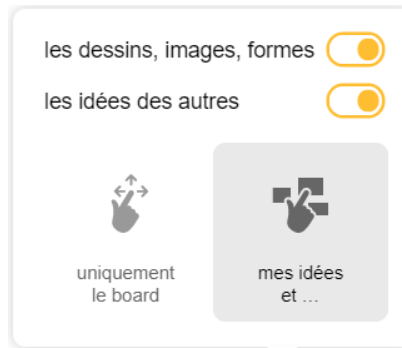 les dessins, images, formes
les idées des autres
uniquement
le board
mes idées
et ...